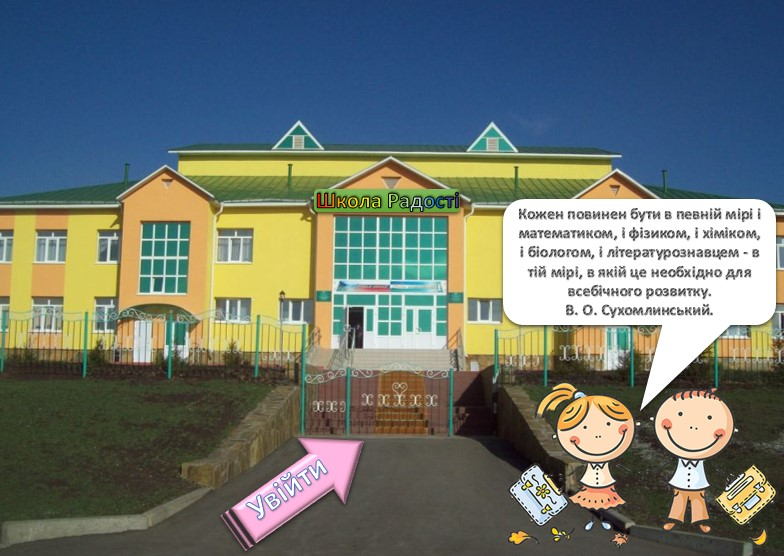 Школа Радості
Кожен повинен бути в певній мірі і
математиком, і фізиком, і хіміком,
і біологом, і літературознавцем - в
тій мірі, в якій це необхідно для
всебічного розвитку.
В. О. Сухомлинський.
Увійти